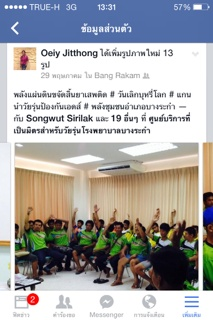 TRUE-H 3G 13:31 57%
ข้อมูลส่วนตัว
Oeiy Jitthong ได้เพิ่มรูปภาพใหม่ 13
รูป
29 พฤษภาคม ใน Bang Rakam
พลังแผ่นดินขจัดสิ้นยาเสพติด # วันเลิกบุหรี่โลก # แกน
นำวัยรุ่นป้องกันเอดส์ # พลังชุมชนอำเภอบางระกำ —
กับ Songwut Sirilak และ 19 อื่นๆ ที่ ศูนย์บริการที่
เป็นมิตรสำหรับวัยรุ่นโรงพยาบาลบางระกำ
2
ฟีดข่าว คำร้องขอ Messenger การแจ้งเตือน เพิ่มเติม